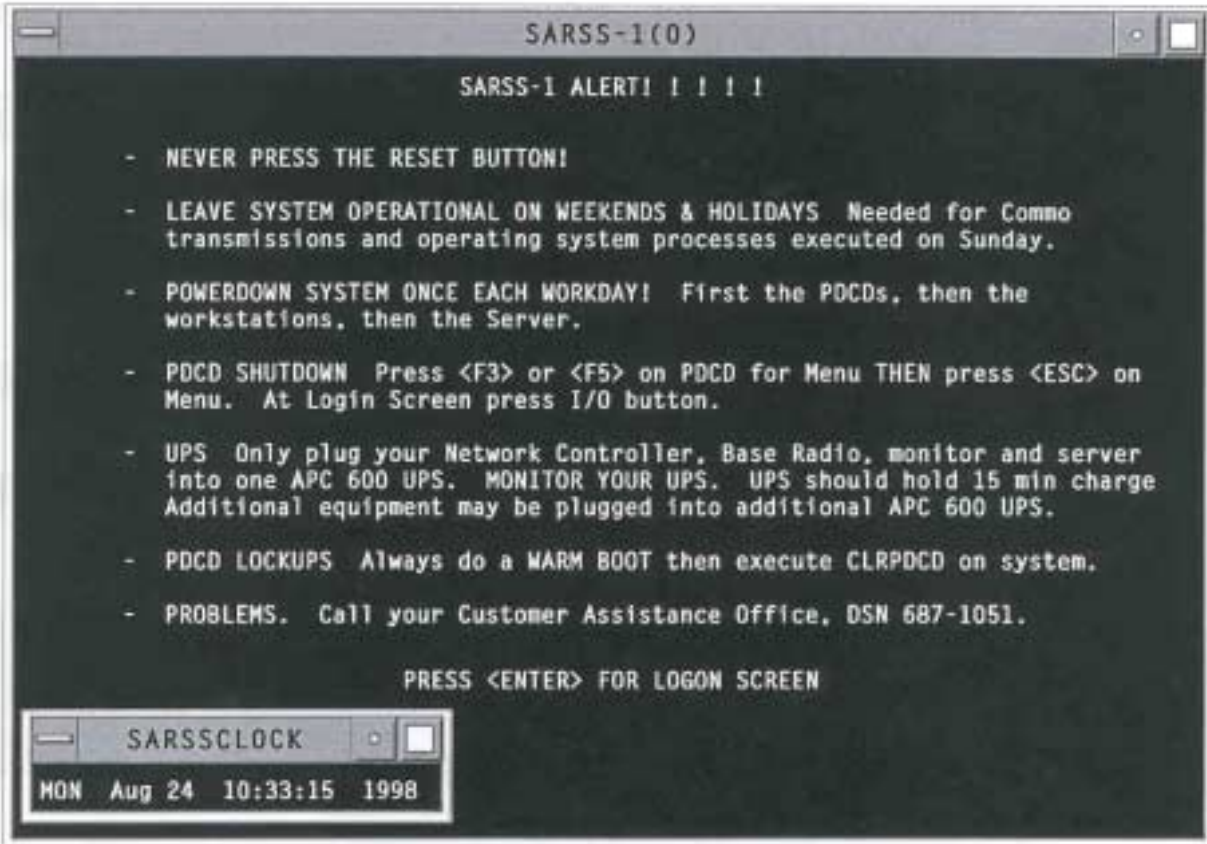 SARSS-1(O)
SARSS-1 ALERT! ! ! ! !
- NEVER PRESS THE RESET BUTTON!
- LEAVE SYSTEM OPERATIONAL ON WEEKENDS & HOLIDAYS Needed for Commo
transmissions and operating system processes executed on Sunday.
- POWERDOWN SYSTEM ONCE EACH WORKDAY! First the PDCDs, then the
workstations, then the Server.
- PDCD SHUTDOWN Press <F3> or <F5> on PDCD for Menu THEN press <ESC> on
Menu. At Login Screen press I/O button.
- UPS Only plug your Network Controller, Base Radio, monitor and server
into one APC 600 UPS. MONITOR YOUR UPS. UPS should hold 15 min charge
Additional equipment may be plugged into additional APC 600 UPS.
- PDCD LOCKUPS Always do a WARM BOOT then execute CLRPDCD on system.
- PROBLEMS. Call your Customer Assistance Office, DSN 687-1051.
PRESS <ENTER> FOR LOGON SCREEN
SARSSCLOCK
MON Aug 24 10:33:15 1998